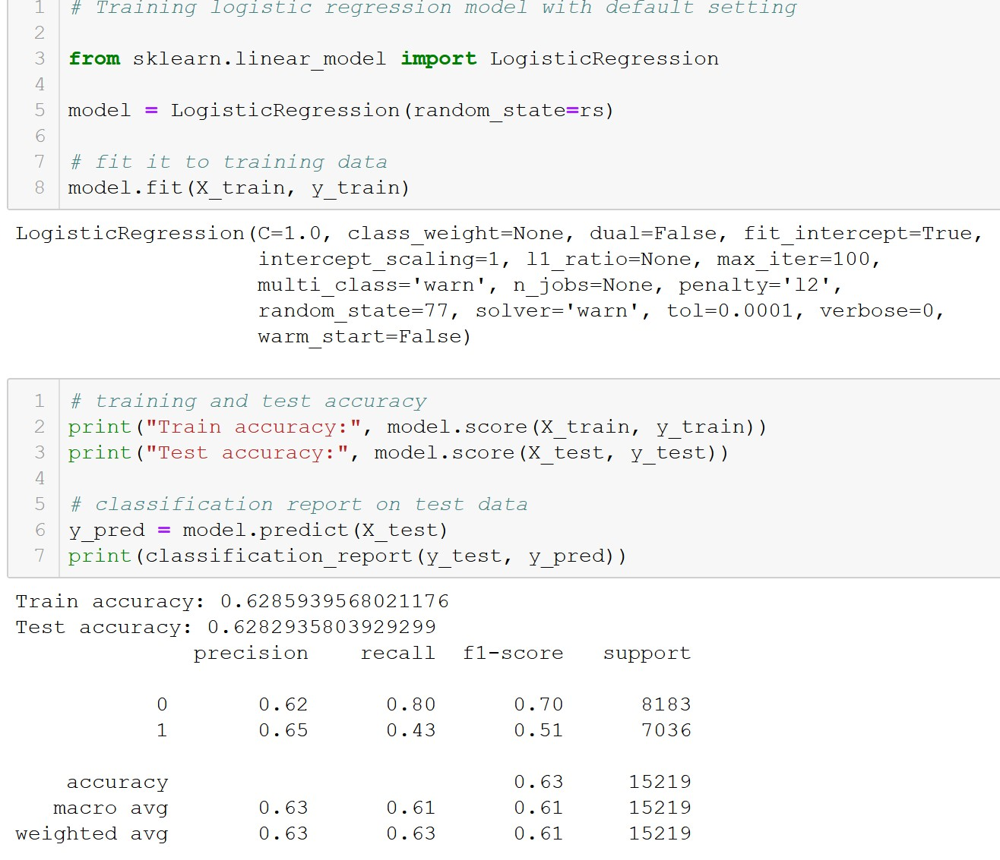 1 # Training logistic regression model with default setting
2
3 from sklearn.linear_model import LogisticRegression
4
5 model = LogisticRegression(random_state=rs)
6
7 # fit it to training data
8 model.fit(X_train, y_train)
LogisticRegression(C=1.0, class_weight=None, dual=False, fit_intercept=True,
                   intercept_scaling=1, l1_ratio=None, max_iter=100,
                   multi_class='warn', n_jobs=None, penalty='l2',
                   random_state=77, solver='warn', tol=0.0001, verbose=0,
                   warm_start=False)
1 # training and test accuracy
2 print("Train accuracy:", model.score(X_train, y_train))
3 print("Test accuracy:", model.score(X_test, y_test))
4
5 # classification report on test data
6 y_pred = model.predict(X_test)
7 print(classification_report(y_test, y_pred))
Train accuracy: 0.6285939568021176
Test accuracy: 0.6282935803929299
              precision    recall  f1-score   support
           0       0.62      0.80      0.70      8183
           1       0.65      0.43      0.51      7036
    accuracy                           0.63     15219
   macro avg       0.63      0.61      0.61     15219
weighted avg       0.63      0.63      0.61     15219